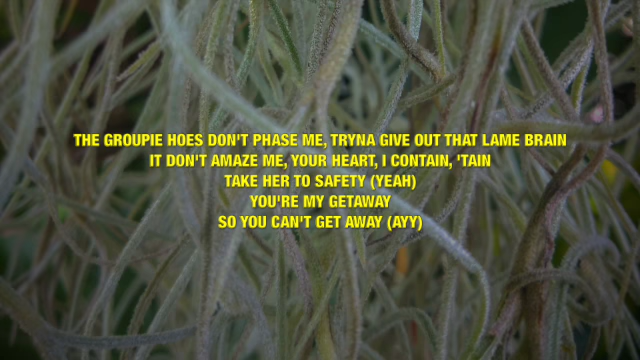 THE GROUPIE HOES DON'T PHASE ME, TRYNA GIVE OUT THAT LAME BRAIN
IT DON'T AMAZE ME, YOUR HEART, I CONTAIN, 'TAIN
TAKE HER TO SAFETY (YEAH)
YOU'RE MY GETAWAY
SO YOU CAN'T GET AWAY (AYY)